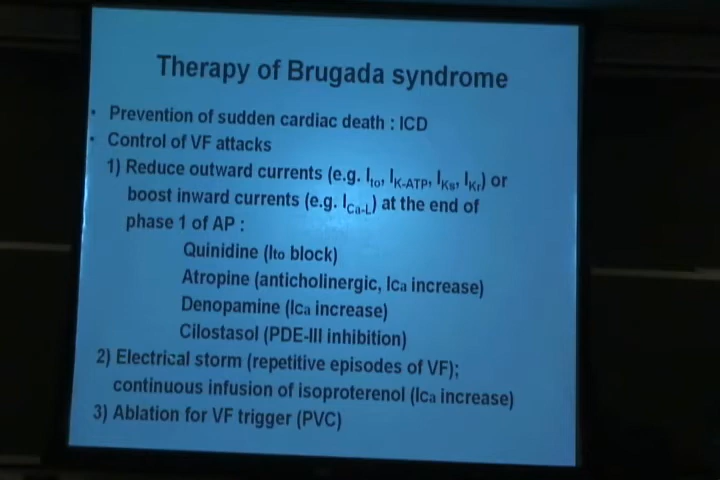 Therapy of Brugada syndrome
• Prevention of sudden cardiac death : ICD
• Control of VF attacks
1) Reduce outward currents (e.g. Ito, IK-ATP, IKs, IKr) or
boost inward currents (e.g. ICa-L) at the end of
phase 1 of AP :
Quinidine (Ito block)
Atropine (anticholinergic, Ica increase)
Denopamine (Ica increase)
Cilostasol (PDE-III inhibition)
2) Electrical storm (repetitive episodes of VF);
continuous infusion of isoproterenol (Ica increase)
3) Ablation for VF trigger (PVC)